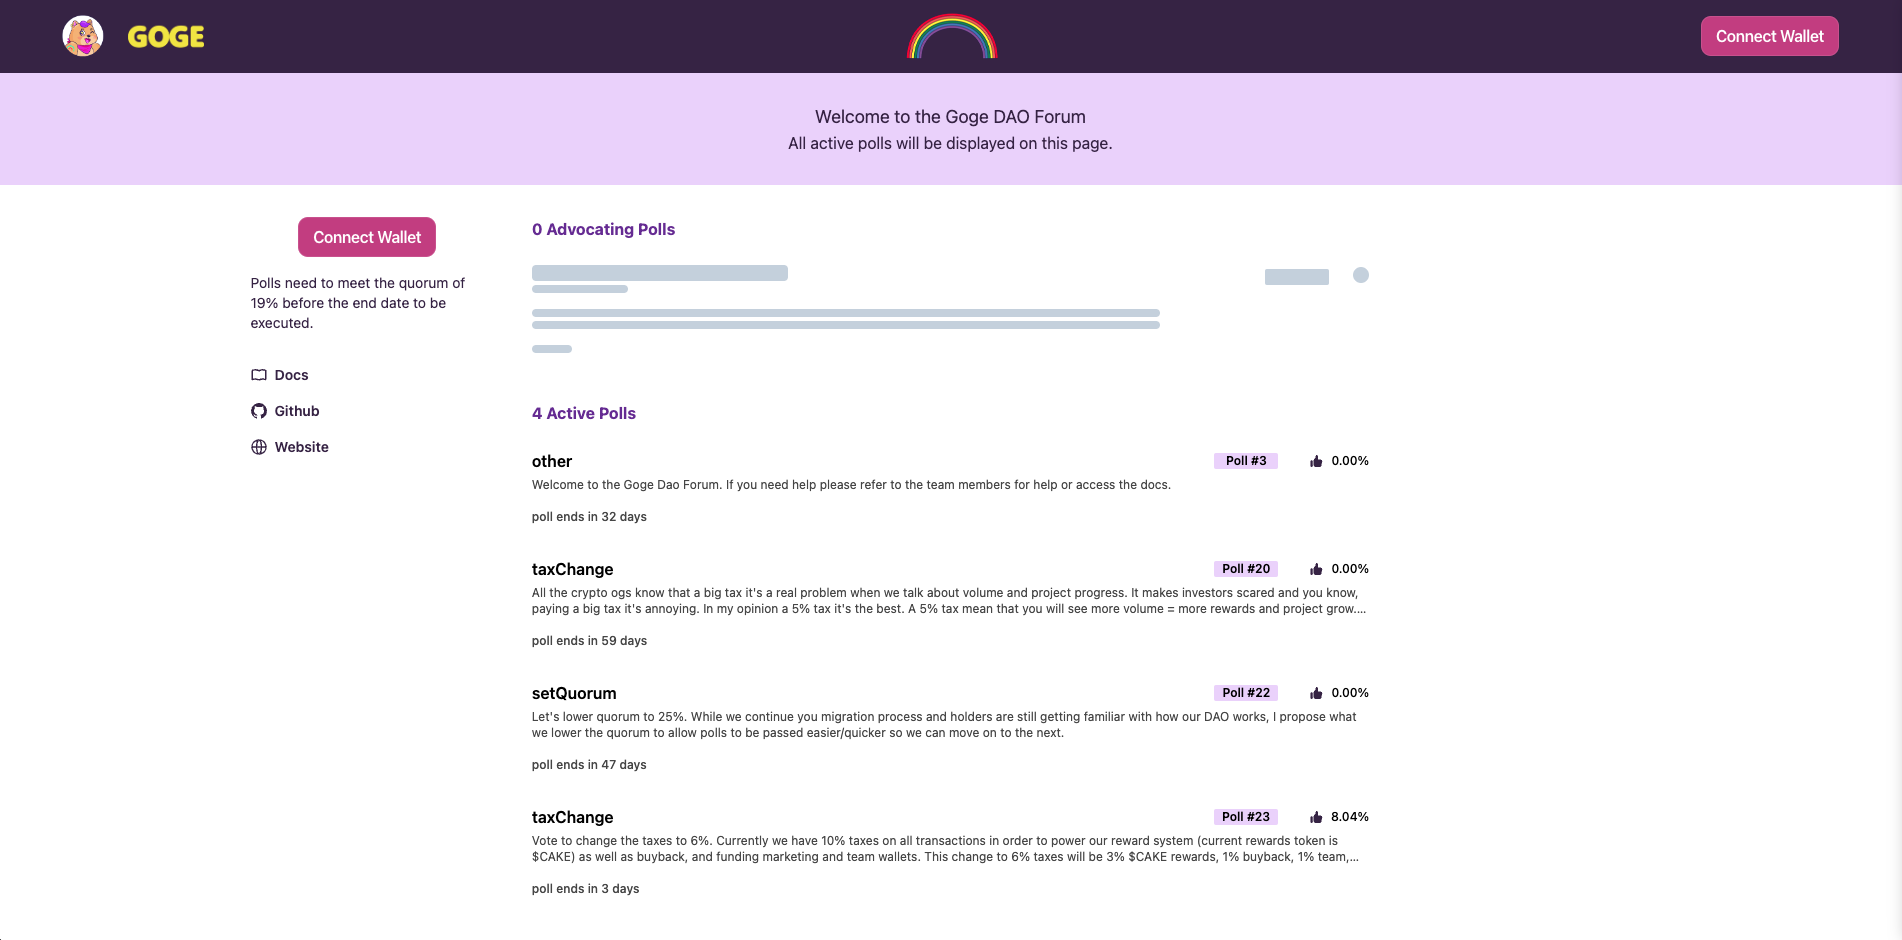 GOGE
Connect Wallet
Welcome to the Goge DAO Forum
All active polls will be displayed on this page.
Connect Wallet
Polls need to meet the quorum of
19% before the end date to be
executed.
Docs
Github
Website
0 Advocating Polls
4 Active Polls
other
Poll #3
0.00%
Welcome to the Goge Dao Forum. If you need help please refer to the team members for help or access the docs.
poll ends in 32 days
taxChange
Poll #20
0.00%
All the crypto ogs know that a big tax it's a real problem when we talk about volume and project progress. It makes investors scared and you know,
paying a big tax it's annoying. In my opinion a 5% tax it's the best. A 5% tax mean that you will see more volume = more rewards and project grow....
poll ends in 59 days
setQuorum
Poll #22
0.00%
Let's lower quorum to 25%. While we continue you migration process and holders are still getting familiar with how our DAO works, I propose what
we lower the quorum to allow polls to be passed easier/quicker so we can move on to the next.
poll ends in 47 days
taxChange
Poll #23
8.04%
Vote to change the taxes to 6%. Currently we have 10% taxes on all transactions in order to power our reward system (current rewards token is
$CAKE) as well as buyback, and funding marketing and team wallets. This change to 6% taxes will be 3% $CAKE rewards, 1% buyback, 1% team,...
poll ends in 3 days